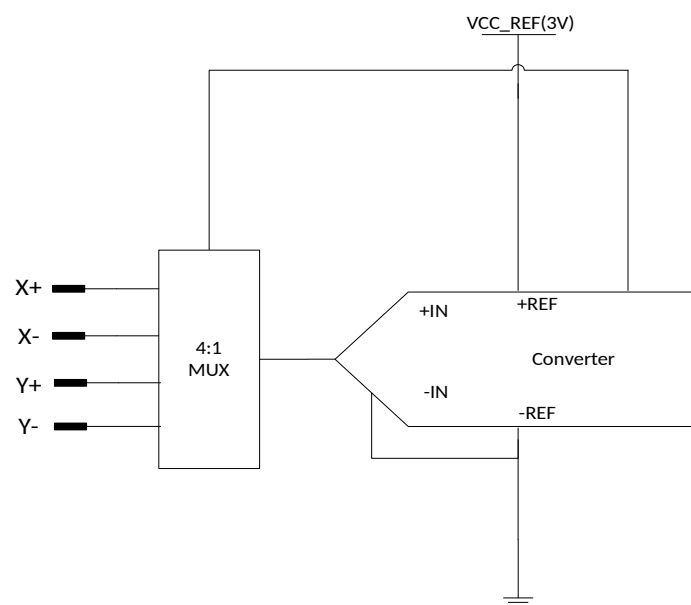 VCC_REF(3V)
X+
X-
Y+
Y-
4:1
MUX
+IN
+REF
Converter
-IN
-REF